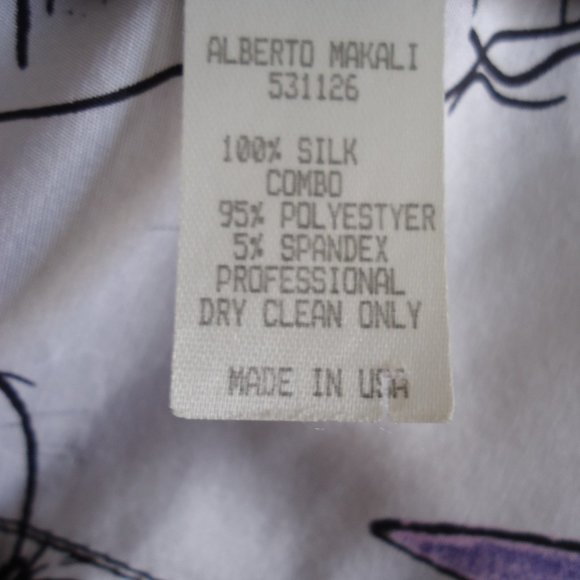 ALBERTO MAKALI
531126
100% SILK
COMBO
95% POLYESTYER
5% SPANDEX
PROFESSIONAL
DRY CLEAN ONLY
MADE IN USA